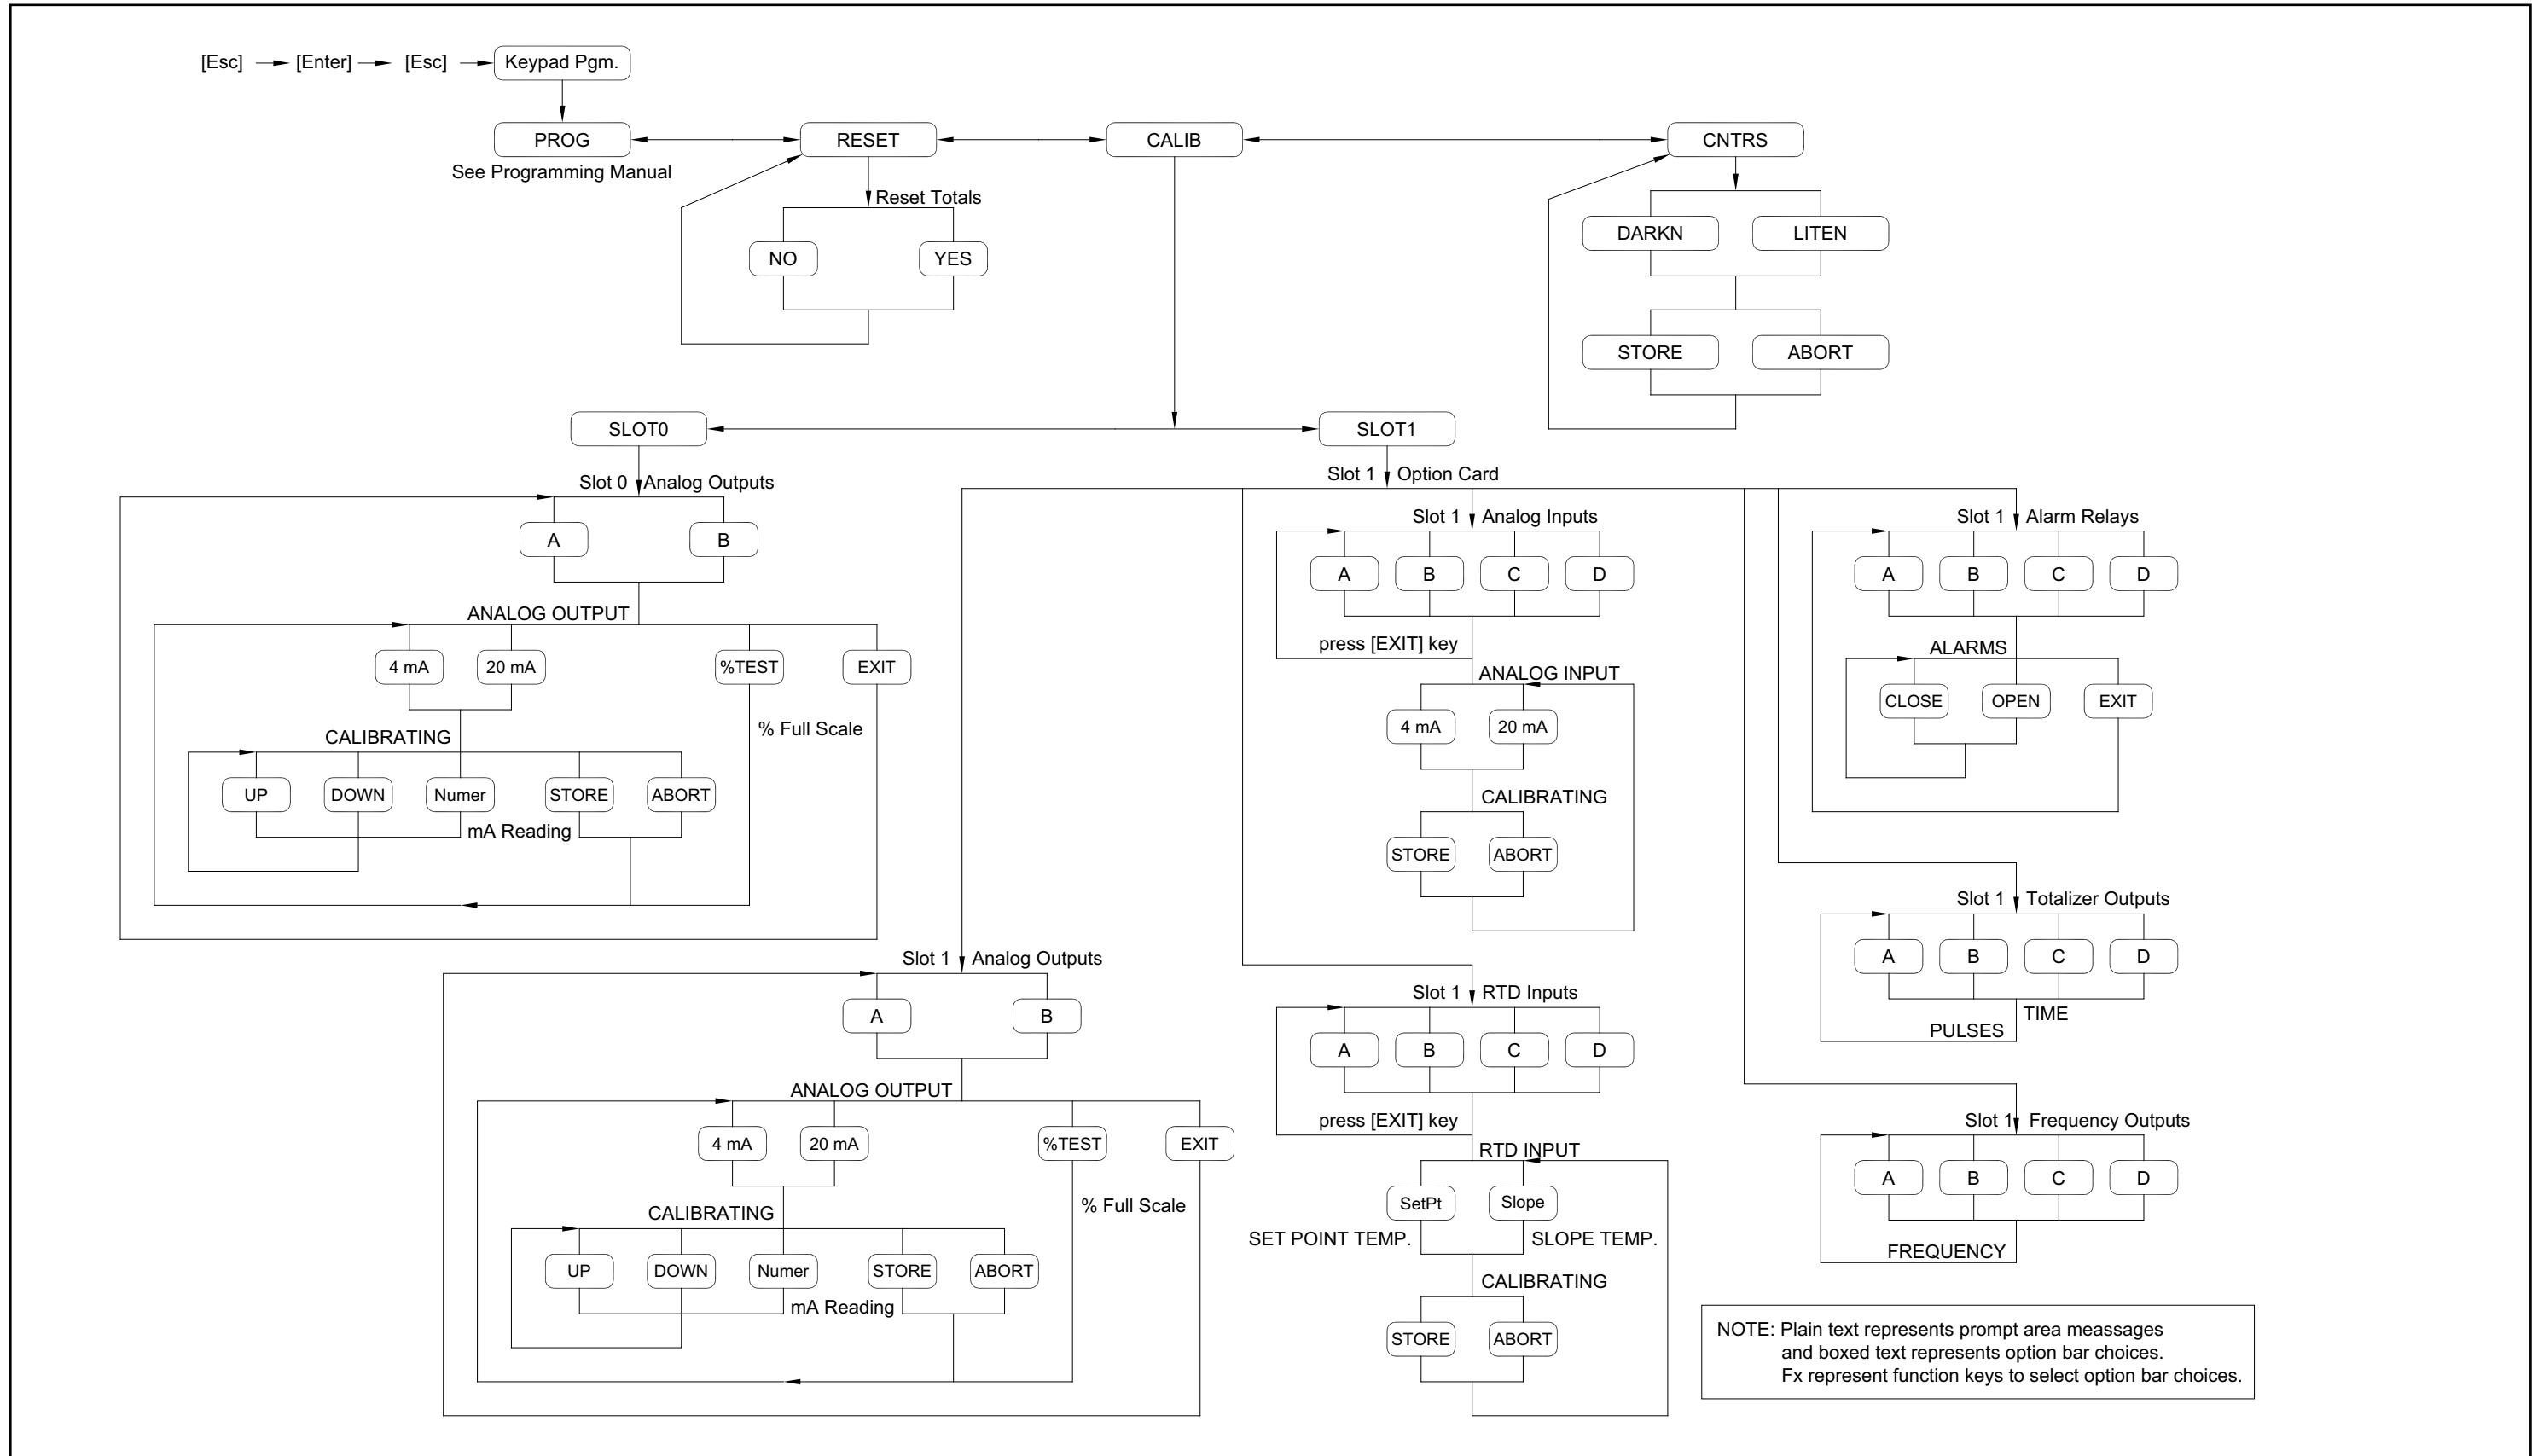 [Esc] [Enter] [Esc] Keypad Pgm.
PROG RESET CALIB CNTRS
See Programming Manual
Reset Totals
NO YES
DARKN LITEN
STORE ABORT
SLOT0 SLOT1
Slot 0 Analog Outputs
A B
ANALOG OUTPUT
4 mA 20 mA %TEST EXIT
% Full Scale
CALIBRATING
UP DOWN Numer STORE ABORT
mA Reading
Slot 1 Option Card
Slot 1 Analog Outputs
A B
ANALOG OUTPUT
4 mA 20 mA %TEST EXIT
% Full Scale
CALIBRATING
UP DOWN Numer STORE ABORT
mA Reading
Slot 1 Analog Inputs
A B C D
press [EXIT] key
ANALOG INPUT
4 mA 20 mA
CALIBRATING
STORE ABORT
Slot 1 RTD Inputs
A B C D
press [EXIT] key
RTD INPUT
SetPt Slope
SET POINT TEMP. SLOPE TEMP.
CALIBRATING
STORE ABORT
Slot 1 Alarm Relays
A B C D
ALARMS
CLOSE OPEN EXIT
Slot 1 Totalizer Outputs
A B C D
TIME
PULSES
Slot 1 Frequency Outputs
A B C D
FREQUENCY
NOTE: Plain text represents prompt area meassages
and boxed text represents option bar choices.
Fx represent function keys to select option bar choices.